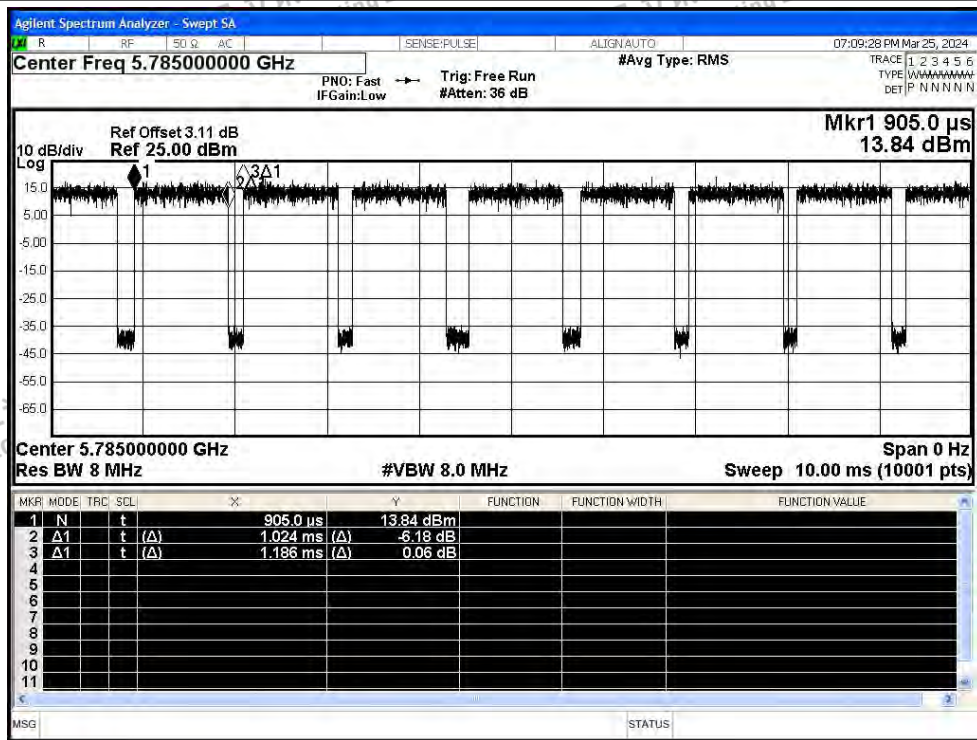 Agilent Spectrum Analyzer - Swept SA
R RF 50 Ω AC SENSE:PULSE ALIGNAUTO 07:09:28 PM Mar 25, 2024
Center Freq 5.785000000 GHz
PNO: Fast
IFGain:Low
Trig: Free Run
#Atten: 36 dB
#Avg Type: RMS
TRACE 1 2 3 4 5 6
TYPE WWWWWW
DET P N N N N N
Ref Offset 3.11 dB
10 dB/div Ref 25.00 dBm
Mkr1 905.0 µs
13.84 dBm
Log
1
3Δ1
15.0
5.00
-5.00
-15.0
-25.0
-35.0
-45.0
-55.0
-65.0
Center 5.785000000 GHz Span 0 Hz
Res BW 8 MHz #VBW 8.0 MHz Sweep 10.00 ms (10001 pts)
MKR MODE TRC SCL X Y FUNCTION FUNCTION WIDTH FUNCTION VALUE
1 N t 905.0 µs 13.84 dBm
2 Δ1 t (Δ) 1.024 ms (Δ) -6.18 dB
3 Δ1 t (Δ) 1.186 ms (Δ) 0.06 dB
4
5
6
7
8
9
10
11
MSG STATUS